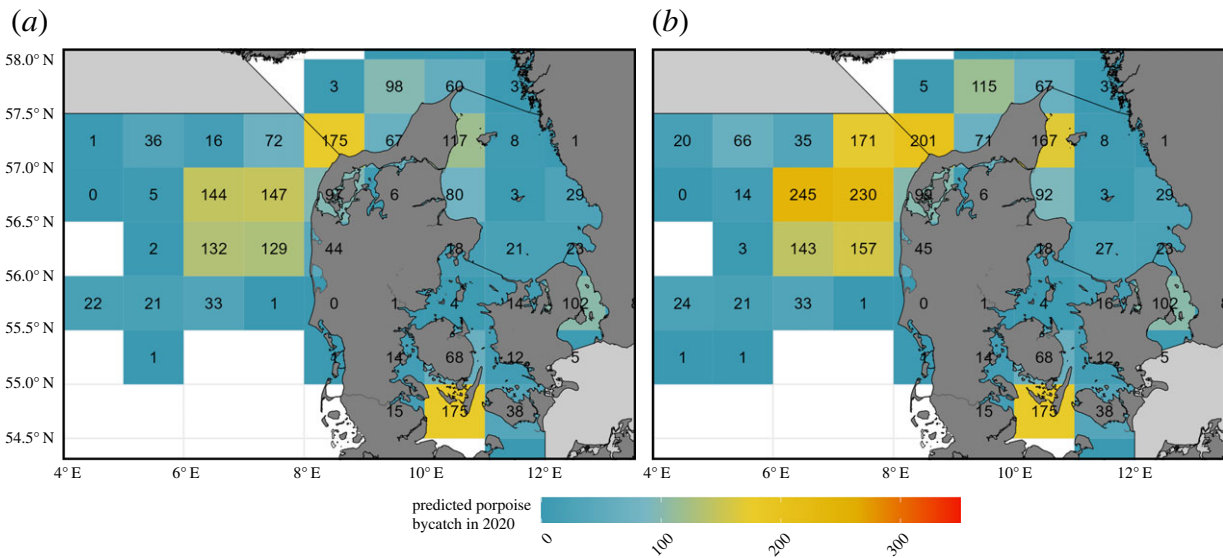 (a) (b)
58.0° N
3 98 60 3 5 115 67 3
57.5° N
1 36 16 72 175 67 117 8 1 20 66 35 171 201 71 167 8 1
57.0° N
0 5 144 147 97 6 80 3 29 0 14 245 230 99 6 92 3 29
56.5° N
2 132 129 44 18 21 23 3 143 157 45 18 27 23
56.0° N
22 21 33 1 0 1 4 14 102 24 21 33 1 0 1 4 16 102
55.5° N
1 1 14 68 12 5 1 1 1 14 68 12 5
55.0° N
15 175 38 15 175 38
54.5° N
4° E 6° E 8° E 10° E 12° E 4° E 6° E 8° E 10° E 12° E
predicted porpoise
bycatch in 2020
0 100 200 300